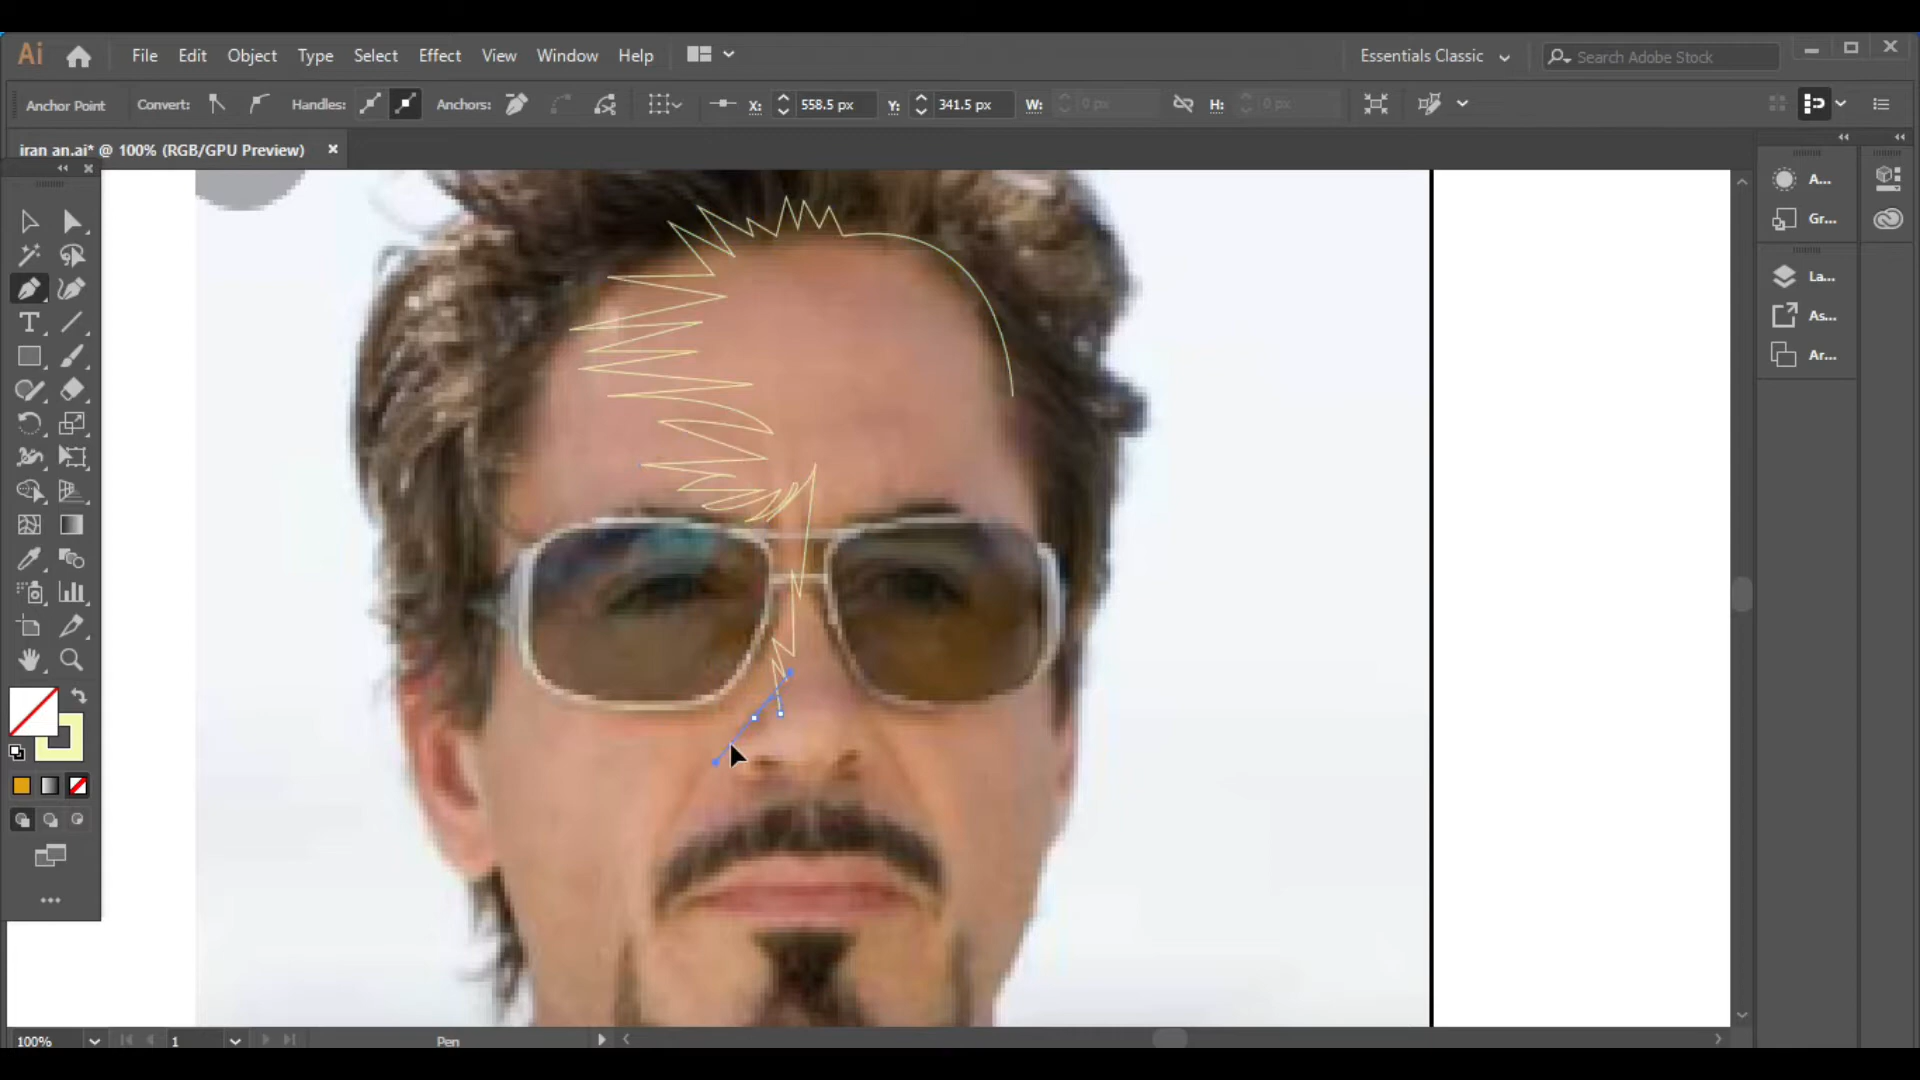 Ai File Edit Object Type Select Effect View Window Help Essentials Classic Search Adobe Stock
Anchor Point Convert: Handles: Anchors: X: 558.5 px Y: 341.5 px W: 0 px H: 0 px
iran an.ai* @ 100% (RGB/GPU Preview)
A...
Gr...
La...
As...
Ar...
100% 1 Pen